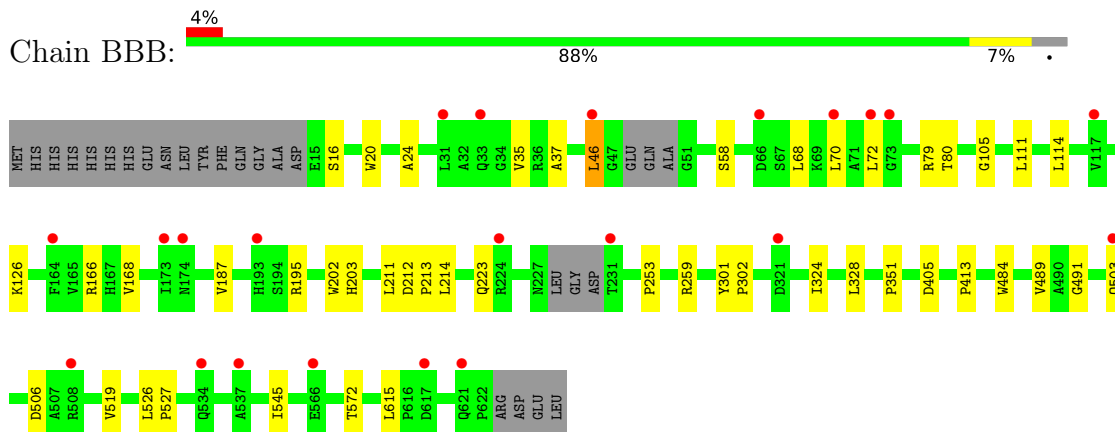 4%
Chain BBB:
88% 7% •
MET HIS HIS HIS HIS HIS HIS GLU ASN LEU TYR PHE GLN GLY ALA ASP E15 S16 W20 A24 L31 A32 Q33 G34 V35 R36 A37 L46 G47 GLU GLN ALA G51 S58 D66 S67 L68 K69 L70 A71 L72 G73 R79 T80 G105 L111 L114 V117
K126 F164 V165 R166 H167 V168 I173 N174 V187 H193 S194 R195 W202 H203 L211 D212 P213 L214 Q223 R224 N227 LEU GLY ASP T231 P253 R259 Y301 P302 D321 I324 L328 P351 D405 P413 W484 V489 A490 G491 Q503
D506 A507 R508 V519 L526 P527 Q534 A537 I545 E566 T572 L615 P616 D617 Q621 P622 ARG ASP GLU LEU